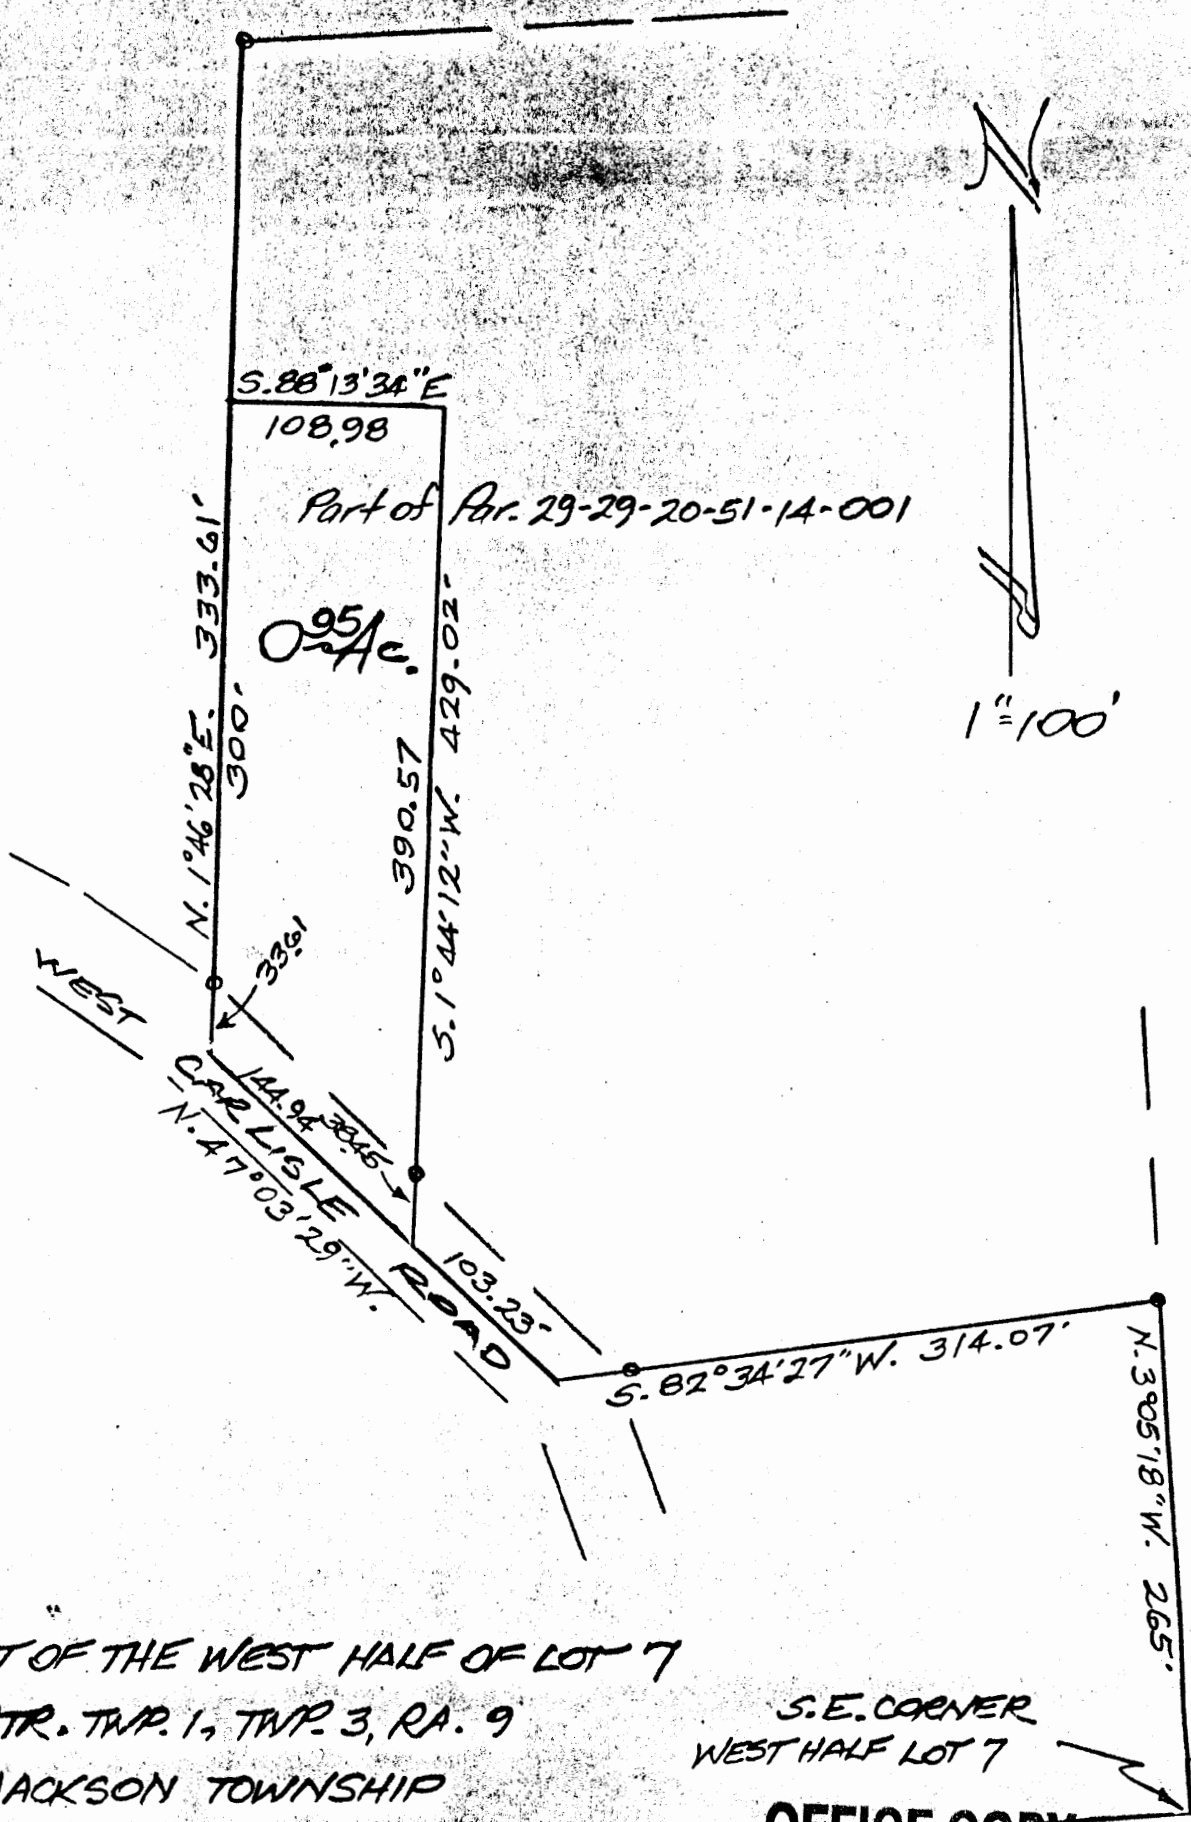 N
S.88°13'34"E
108.98
Part of Par. 29-29-20-51-14-001
0.95 Ac.
N. 1°46'28"E. 333.61'
300'
390.57
S. 1°44'12"W. 429.02'
1"=100'
33.61
WEST CARLISLE ROAD
144.94
38.45
N. 47°03'29"W.
103.23'
S. 82°34'27"W. 314.07'
N. 3°05'18"W. 265'
T OF THE WEST HALF OF LOT 7
TR. TWP. 1, TWP. 3, RA. 9
ACKSON TOWNSHIP
S.E. CORNER
WEST HALF LOT 7
OFFICE COPY